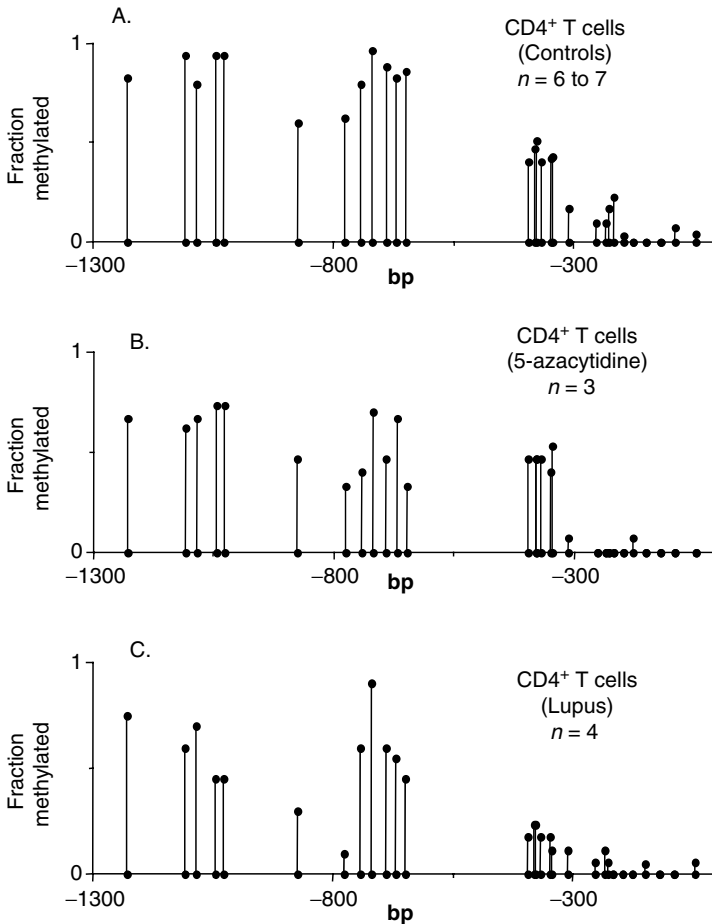 A.
CD4⁺ T cells
(Controls)
n = 6 to 7
1
Fraction
methylated
0
−1300
−800
−300
bp
B.
CD4⁺ T cells
(5-azacytidine)
n = 3
1
Fraction
methylated
0
−1300
−800
−300
bp
C.
CD4⁺ T cells
(Lupus)
n = 4
1
Fraction
methylated
0
−1300
−800
−300
bp